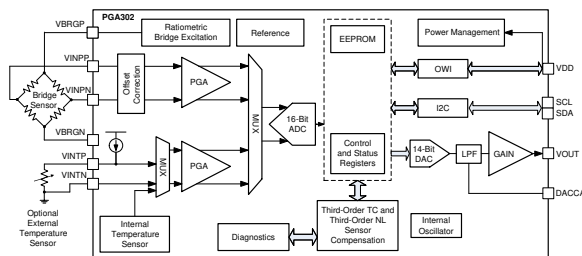 PGA302
VBRGP
Ratiometric
Bridge Excitation
Reference
EEPROM
Power Management
VINPP
VINPN
Bridge
Sensor
Offset
Correction
PGA
MUX
16-Bit
ADC
OWI
VDD
I2C
SCL
SDA
VBRGN
VINTP
VINTN
MUX
PGA
Control
and Status
Registers
14-Bit
DAC
LPF
GAIN
VOUT
DACCAP
Optional
External
Temperature
Sensor
Internal
Temperature
Sensor
Diagnostics
Third-Order TC and
Third-Order NL
Sensor
Compensation
Internal
Oscillator